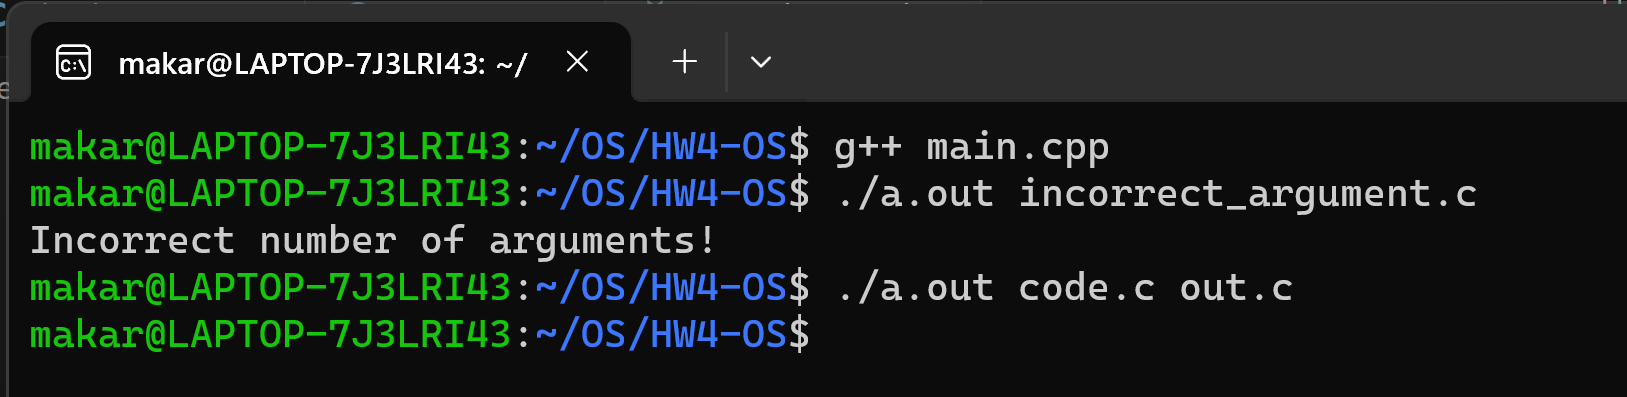 makar@LAPTOP-7J3LRI43: ~/
makar@LAPTOP-7J3LRI43:~/OS/HW4-OS$ g++ main.cpp
makar@LAPTOP-7J3LRI43:~/OS/HW4-OS$ ./a.out incorrect_argument.c
Incorrect number of arguments!
makar@LAPTOP-7J3LRI43:~/OS/HW4-OS$ ./a.out code.c out.c
makar@LAPTOP-7J3LRI43:~/OS/HW4-OS$